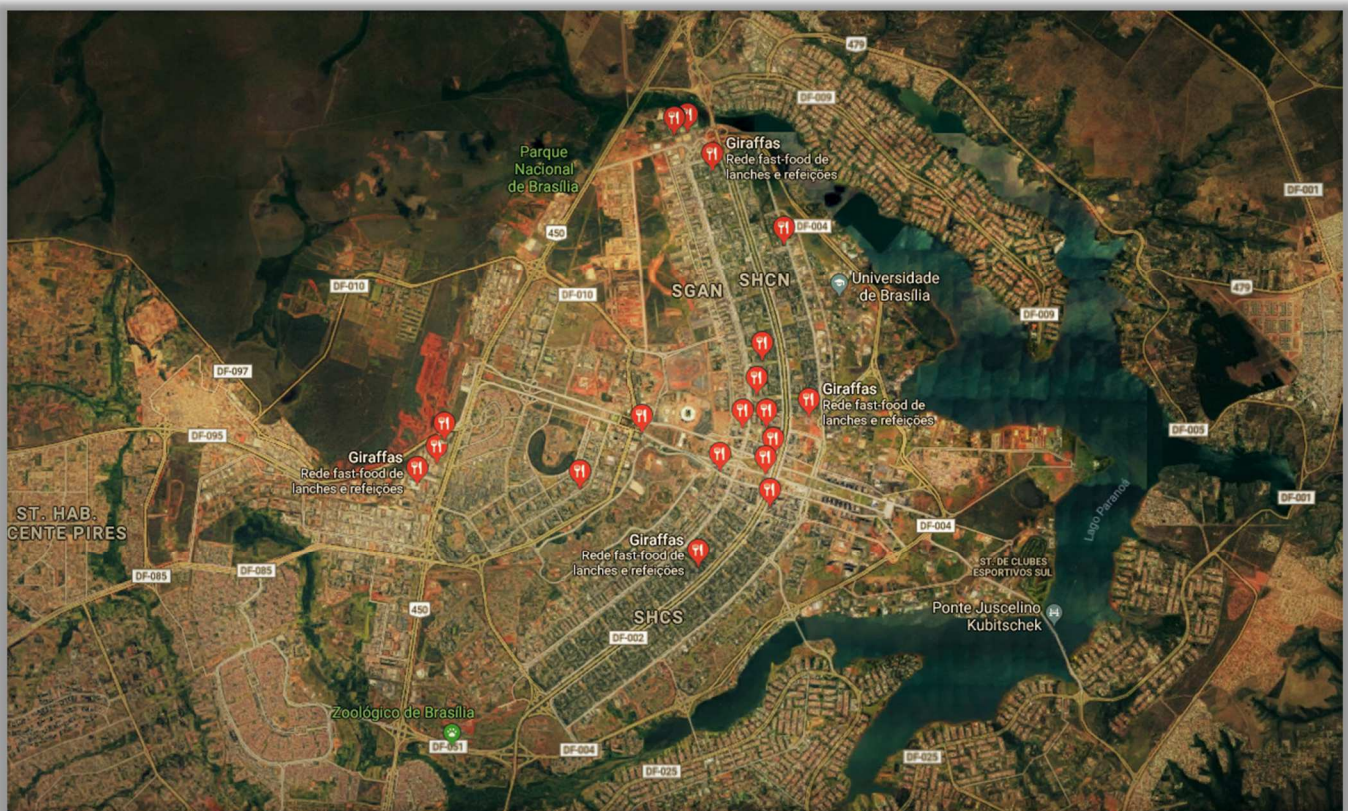 479
DF-009
Giraffas
Rede fast-food de
lanches e refeições
Parque
Nacional
de Brasília
DF-001
450
DF-004
SHCN
SGAN
Universidade
de Brasília
DF-010
DF-010
479
DF-009
DF-097
Giraffas
Rede fast-food de
lanches e refeições
DF-095
DF-005
Giraffas
Rede fast-food de
lanches e refeições
DF-001
ST. HAB.
CENTE PIRES
Lago Paranoá
DF-004
Giraffas
Rede fast-food de
lanches e refeições
ST. DE CLUBES
ESPORTIVOS SUL
DF-085
DF-085
450
SHCS
DF-002
Ponte Juscelino
Kubitschek
Zoológico de Brasília
DF-051
DF-004
DF-025
DF-025